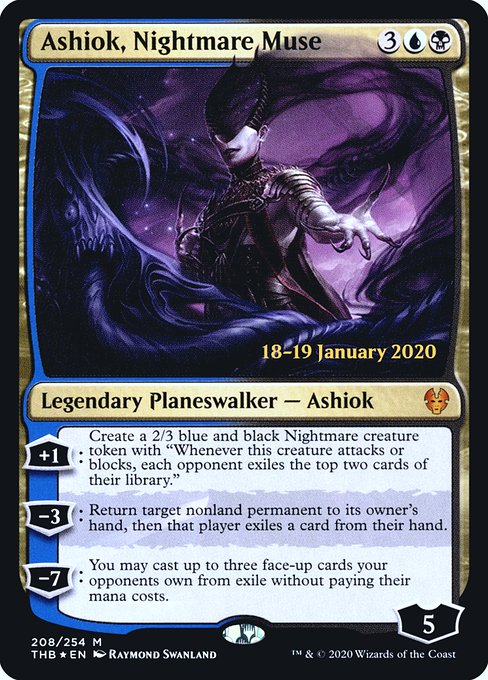 Ashiok, Nightmare Muse 3
18–19 January 2020
Legendary Planeswalker — Ashiok
+1: Create a 2/3 blue and black Nightmare creature
token with “Whenever this creature attacks or
blocks, each opponent exiles the top two cards of
their library.”
−3: Return target nonland permanent to its owner’s
hand, then that player exiles a card from their hand.
−7: You may cast up to three face-up cards your
opponents own from exile without paying their
mana costs.
5
208/254 M
THB ★ EN Raymond Swanland
™ & © 2020 Wizards of the Coast